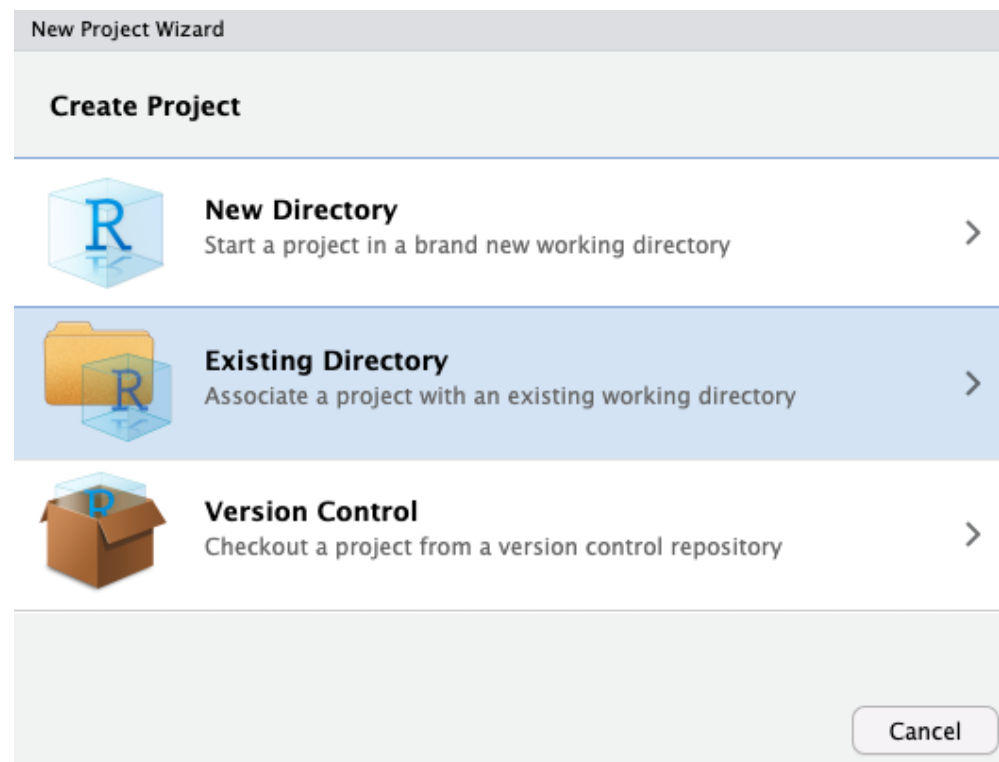 New Project Wizard
Create Project
R
New Directory
Start a project in a brand new working directory
R
Existing Directory
Associate a project with an existing working directory
R
Version Control
Checkout a project from a version control repository
Cancel